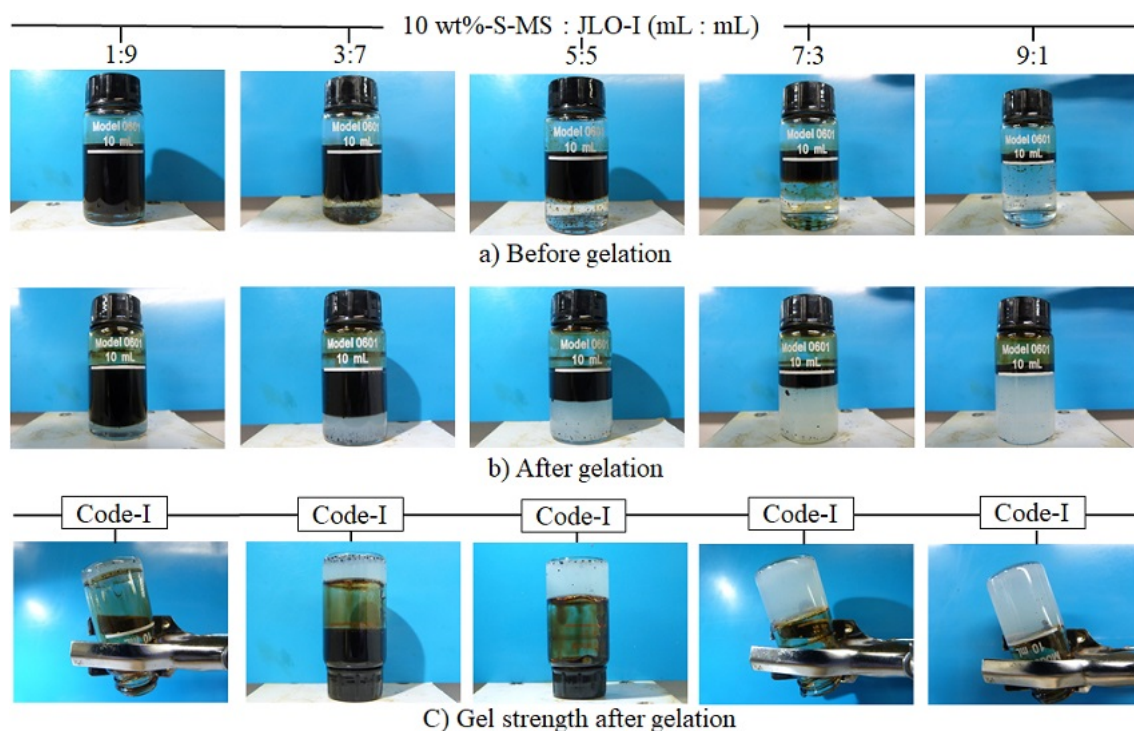 10 wt%-S-MS : JLO-I (mL : mL)
1:9 3:7 5:5 7:3 9:1
Model 0601 Model 0601 Model 0601 Model 0601 Model 0601
10 mL 10 mL 10 mL 10 mL 10 mL
a) Before gelation
Model 0601 Model 0601 Model 0601 Model 0601 Model 0601
10 mL 10 mL 10 mL 10 mL 10 mL
b) After gelation
Code-I Code-I Code-I Code-I Code-I
10 mL
C) Gel strength after gelation